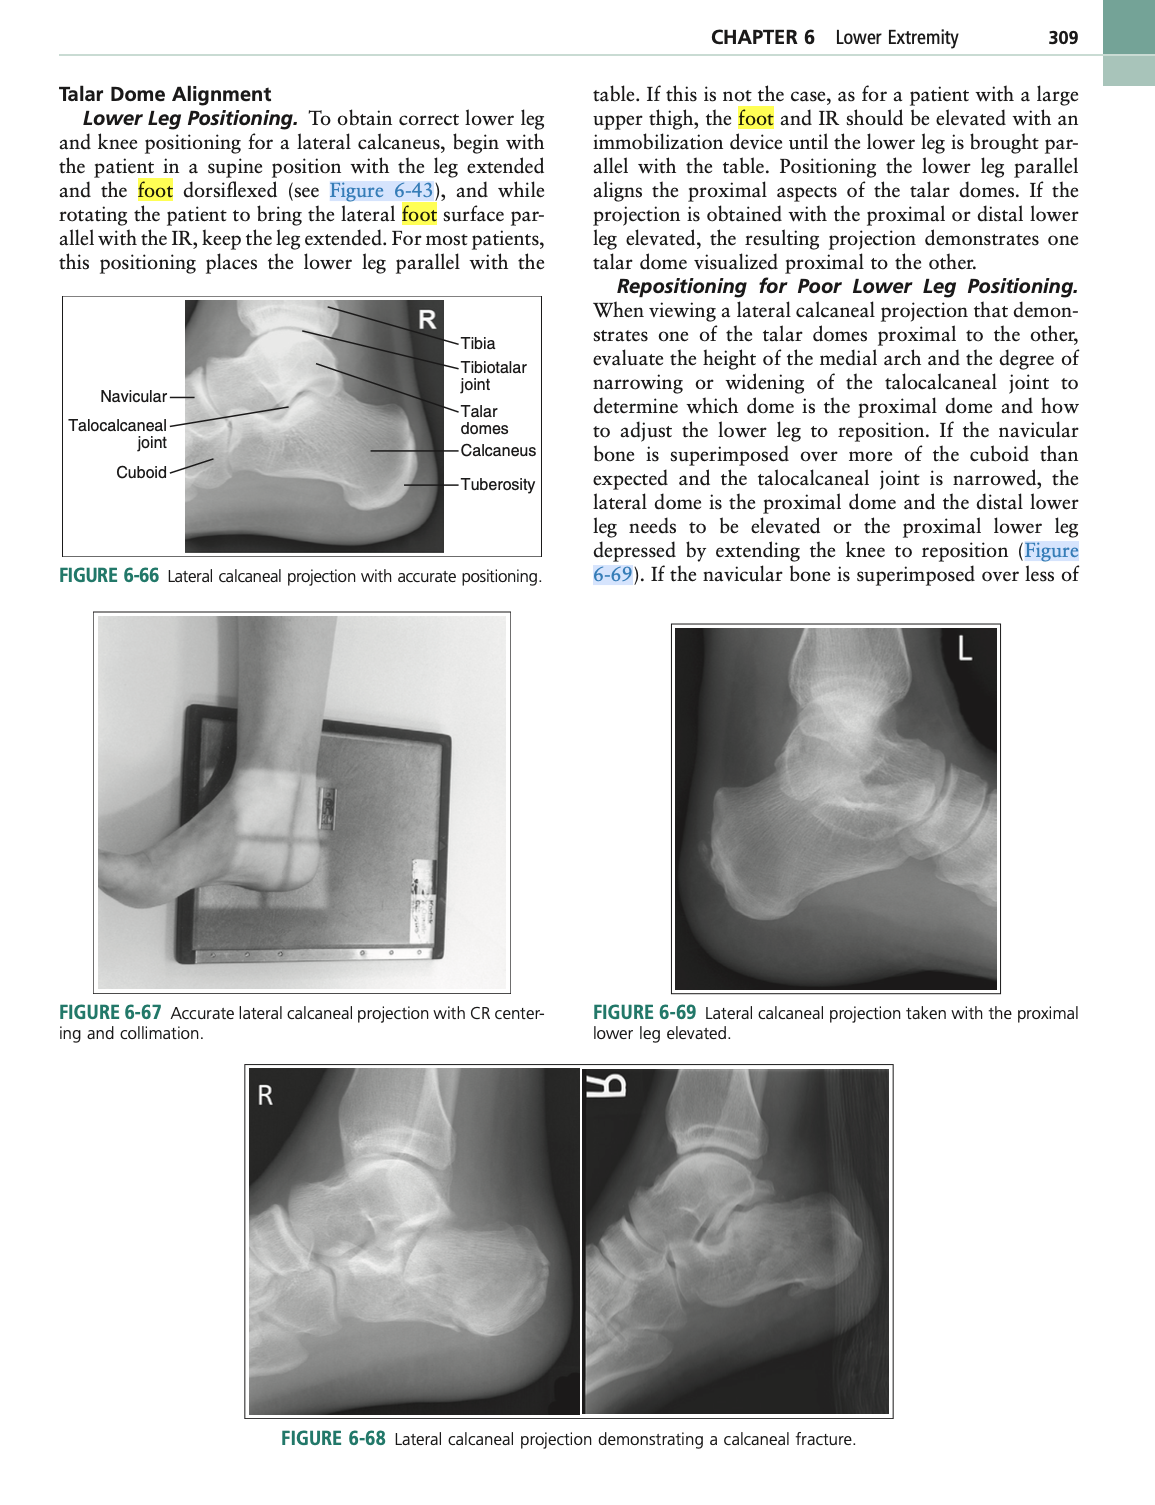 CHAPTER 6 Lower Extremity 309
Talar Dome Alignment
Lower Leg Positioning. To obtain correct lower leg
and knee positioning for a lateral calcaneus, begin with
the patient in a supine position with the leg extended
and the foot dorsiflexed (see Figure 6-43), and while
rotating the patient to bring the lateral foot surface par-
allel with the IR, keep the leg extended. For most patients,
this positioning places the lower leg parallel with the
R
Tibia
Tibiotalar
joint
Talar
domes
Calcaneus
Tuberosity
Navicular
Talocalcaneal
joint
Cuboid
FIGURE 6-66 Lateral calcaneal projection with accurate positioning.
FIGURE 6-67 Accurate lateral calcaneal projection with CR center-
ing and collimation.
table. If this is not the case, as for a patient with a large
upper thigh, the foot and IR should be elevated with an
immobilization device until the lower leg is brought par-
allel with the table. Positioning the lower leg parallel
aligns the proximal aspects of the talar domes. If the
projection is obtained with the proximal or distal lower
leg elevated, the resulting projection demonstrates one
talar dome visualized proximal to the other.
Repositioning for Poor Lower Leg Positioning.
When viewing a lateral calcaneal projection that demon-
strates one of the talar domes proximal to the other,
evaluate the height of the medial arch and the degree of
narrowing or widening of the talocalcaneal joint to
determine which dome is the proximal dome and how
to adjust the lower leg to reposition. If the navicular
bone is superimposed over more of the cuboid than
expected and the talocalcaneal joint is narrowed, the
lateral dome is the proximal dome and the distal lower
leg needs to be elevated or the proximal lower leg
depressed by extending the knee to reposition (Figure
6-69). If the navicular bone is superimposed over less of
L
FIGURE 6-69 Lateral calcaneal projection taken with the proximal
lower leg elevated.
R
R
FIGURE 6-68 Lateral calcaneal projection demonstrating a calcaneal fracture.